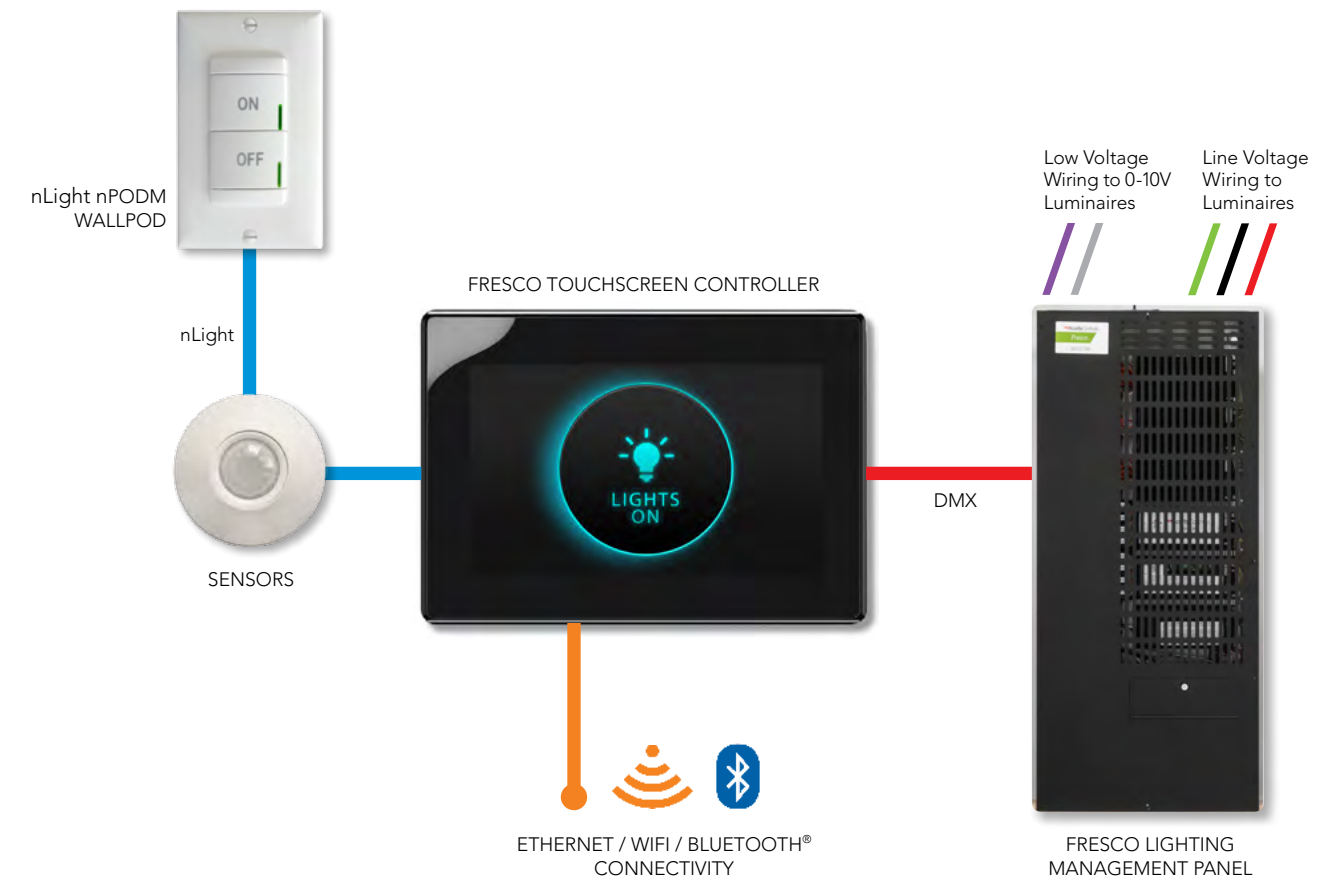 ON
OFF
nLight nPODM
WALLPOD
nLight
SENSORS
FRESCO TOUCHSCREEN CONTROLLER
LIGHTS
ON
DMX
Low Voltage
Wiring to 0-10V
Luminaires
Line Voltage
Wiring to
Luminaires
ETHERNET / WIFI / BLUETOOTH®
CONNECTIVITY
FRESCO LIGHTING
MANAGEMENT PANEL